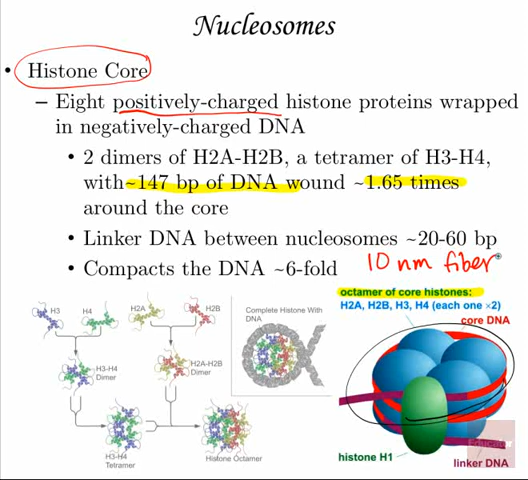 Nucleosomes
• Histone Core
– Eight positively-charged histone proteins wrapped
in negatively-charged DNA
• 2 dimers of H2A-H2B, a tetramer of H3-H4,
with ~147 bp of DNA wound ~1.65 times
around the core
• Linker DNA between nucleosomes ~20-60 bp
• Compacts the DNA ~6-fold
10 nm fiber
H3
H4
H2A
H2B
H3-H4
Dimer
H2A-H2B
Dimer
H3-H4
Tetramer
Histone Octamer
Complete Histone With
DNA
octamer of core histones:
H2A, H2B, H3, H4 (each one ×2)
core DNA
histone H1
linker DNA